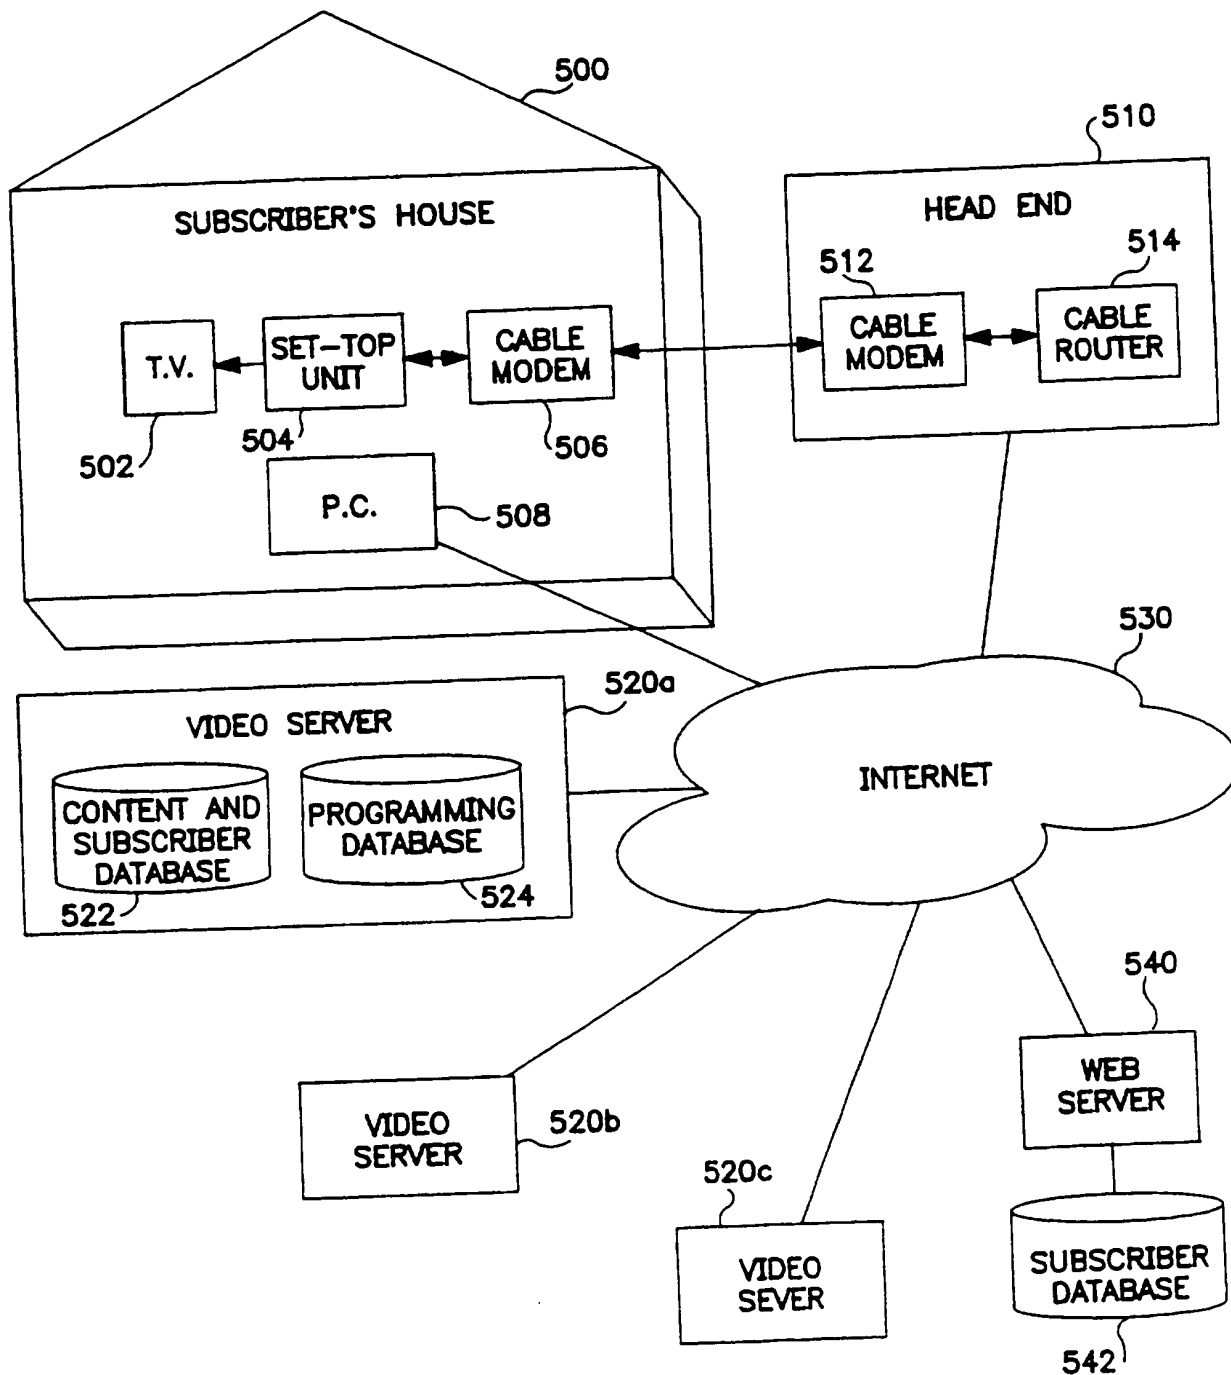 500
510
SUBSCRIBER'S HOUSE
HEAD END
512
514
T.V.
SET-TOP
UNIT
CABLE
MODEM
CABLE
MODEM
CABLE
ROUTER
502
504
506
P.C.
508
530
520a
VIDEO SERVER
CONTENT AND
SUBSCRIBER
DATABASE
PROGRAMMING
DATABASE
522
524
INTERNET
540
WEB
SERVER
VIDEO
SERVER
520b
520c
VIDEO
SEVER
SUBSCRIBER
DATABASE
542